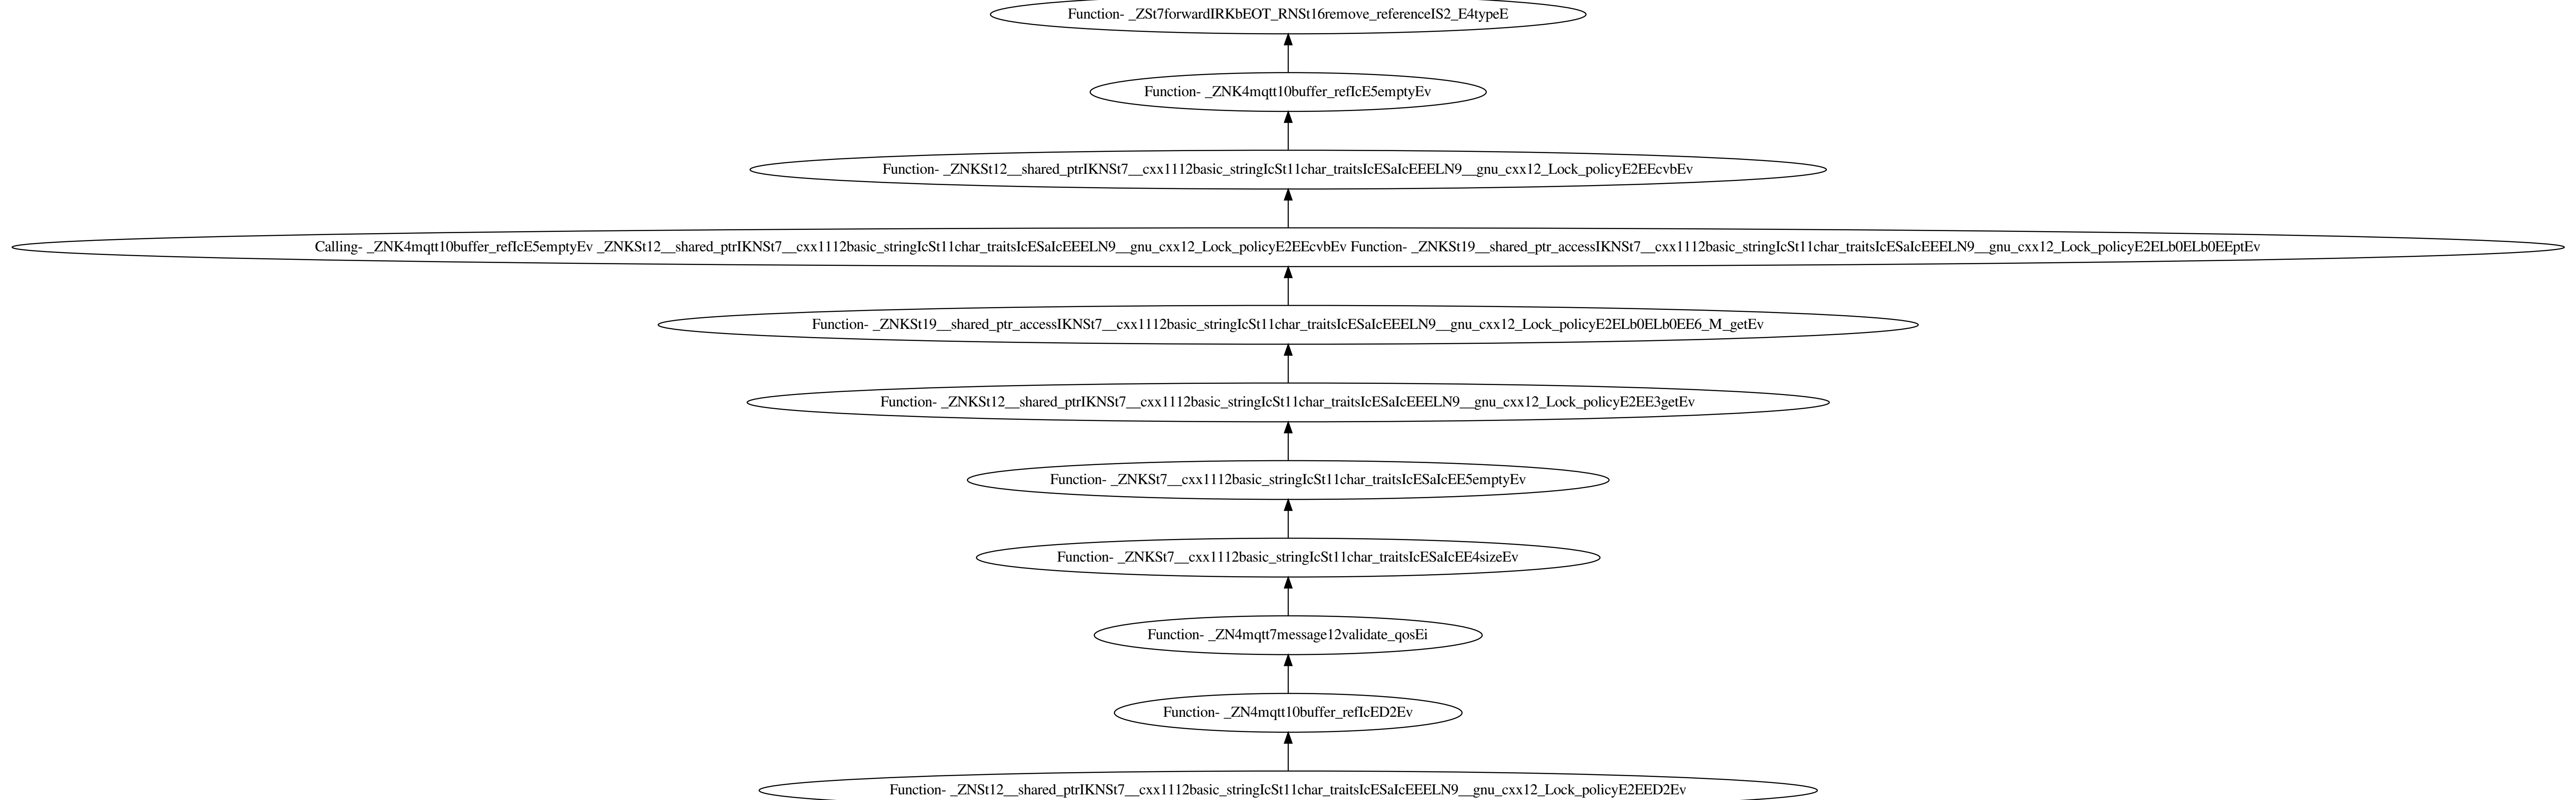 Function- _ZSt7forwardIRKbEOT_RNSt16remove_referenceIS2_E4typeE
Function- _ZNK4mqtt10buffer_refIcE5emptyEv
Function- _ZNKSt12__shared_ptrIKNSt7__cxx1112basic_stringIcSt11char_traitsIcESaIcEEELN9__gnu_cxx12_Lock_policyE2EEcvbEv
Calling- _ZNK4mqtt10buffer_refIcE5emptyEv _ZNKSt12__shared_ptrIKNSt7__cxx1112basic_stringIcSt11char_traitsIcESaIcEEELN9__gnu_cxx12_Lock_policyE2EEcvbEv Function- _ZNKSt19__shared_ptr_accessIKNSt7__cxx1112basic_stringIcSt11char_traitsIcESaIcEEELN9__gnu_cxx12_Lock_policyE2ELb0ELb0EEptEv
Function- _ZNKSt19__shared_ptr_accessIKNSt7__cxx1112basic_stringIcSt11char_traitsIcESaIcEEELN9__gnu_cxx12_Lock_policyE2ELb0ELb0EE6_M_getEv
Function- _ZNKSt12__shared_ptrIKNSt7__cxx1112basic_stringIcSt11char_traitsIcESaIcEEELN9__gnu_cxx12_Lock_policyE2EE3getEv
Function- _ZNKSt7__cxx1112basic_stringIcSt11char_traitsIcESaIcEE5emptyEv
Function- _ZNKSt7__cxx1112basic_stringIcSt11char_traitsIcESaIcEE4sizeEv
Function- _ZN4mqtt7message12validate_qosEi
Function- _ZN4mqtt10buffer_refIcED2Ev
Function- _ZNSt12__shared_ptrIKNSt7__cxx1112basic_stringIcSt11char_traitsIcESaIcEEELN9__gnu_cxx12_Lock_policyE2EED2Ev